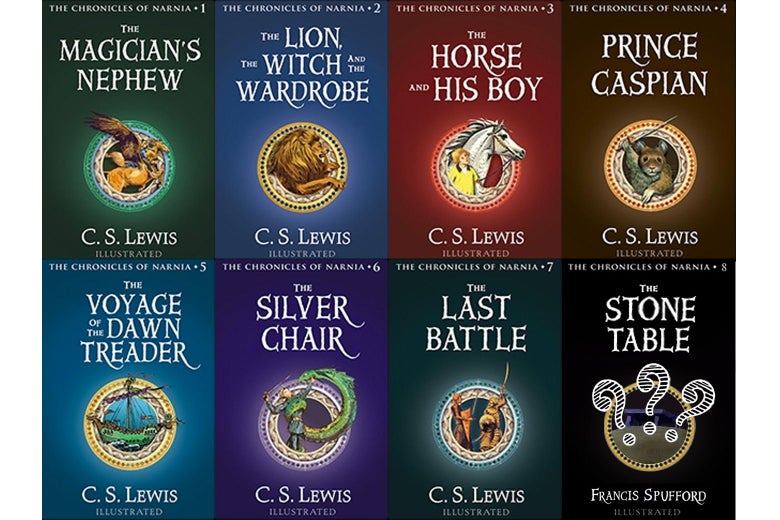 THE CHRONICLES OF NARNIA • 1
THE
MAGICIAN'S
NEPHEW
C. S. LEWIS
ILLUSTRATED
THE CHRONICLES OF NARNIA • 2
THE LION,
THE WITCH AND THE
WARDROBE
C. S. LEWIS
ILLUSTRATED
THE CHRONICLES OF NARNIA • 3
THE
HORSE
AND HIS BOY
C. S. LEWIS
ILLUSTRATED
THE CHRONICLES OF NARNIA • 4
PRINCE
CASPIAN
C. S. LEWIS
ILLUSTRATED
THE CHRONICLES OF NARNIA • 5
THE
VOYAGE
OF THE DAWN
TREADER
C. S. LEWIS
ILLUSTRATED
THE CHRONICLES OF NARNIA • 6
THE
SILVER
CHAIR
C. S. LEWIS
ILLUSTRATED
THE CHRONICLES OF NARNIA • 7
THE
LAST
BATTLE
C. S. LEWIS
ILLUSTRATED
THE CHRONICLES OF NARNIA • 8
THE
STONE
TABLE
???
FRANCIS SPUFFORD
ILLUSTRATED